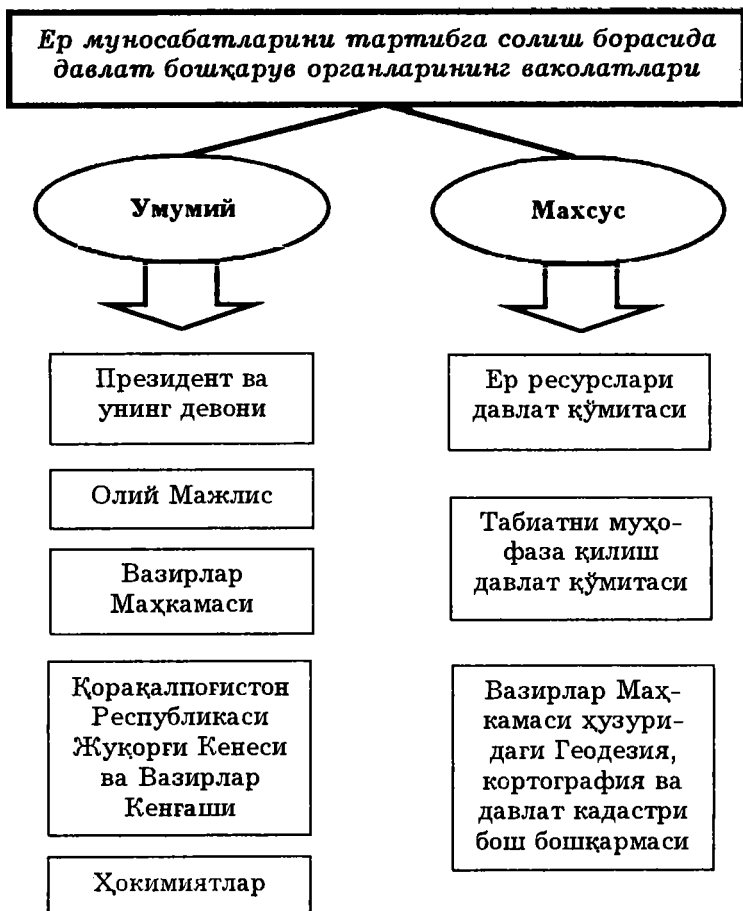 Ер муносабатларини тартибга солиш борасида
давлат бошқарув органларининг ваколатлари
Умумий
Президент ва
унинг девони
Олий Мажлис
Вазирлар
Маҳкамаси
Қорақалпоғистон
Республикаси
Жуқорғи Кенеси
ва Вазирлар
Кенгаши
Ҳокимиятлар
Махсус
Ер ресурслари
давлат қўмитаси
Табиатни муҳо-
фаза қилиш
давлат қўмитаси
Вазирлар Маҳ-
камаси ҳузури-
даги Геодезия,
кортография ва
давлат кадастри
бош бошқармаси